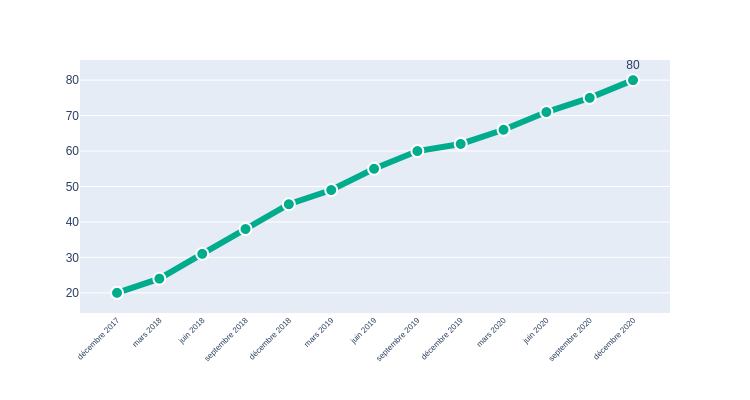 80
80
70
60
50
40
30
20
décembre 2017
mars 2018
juin 2018
septembre 2018
décembre 2018
mars 2019
juin 2019
septembre 2019
décembre 2019
mars 2020
juin 2020
septembre 2020
décembre 2020